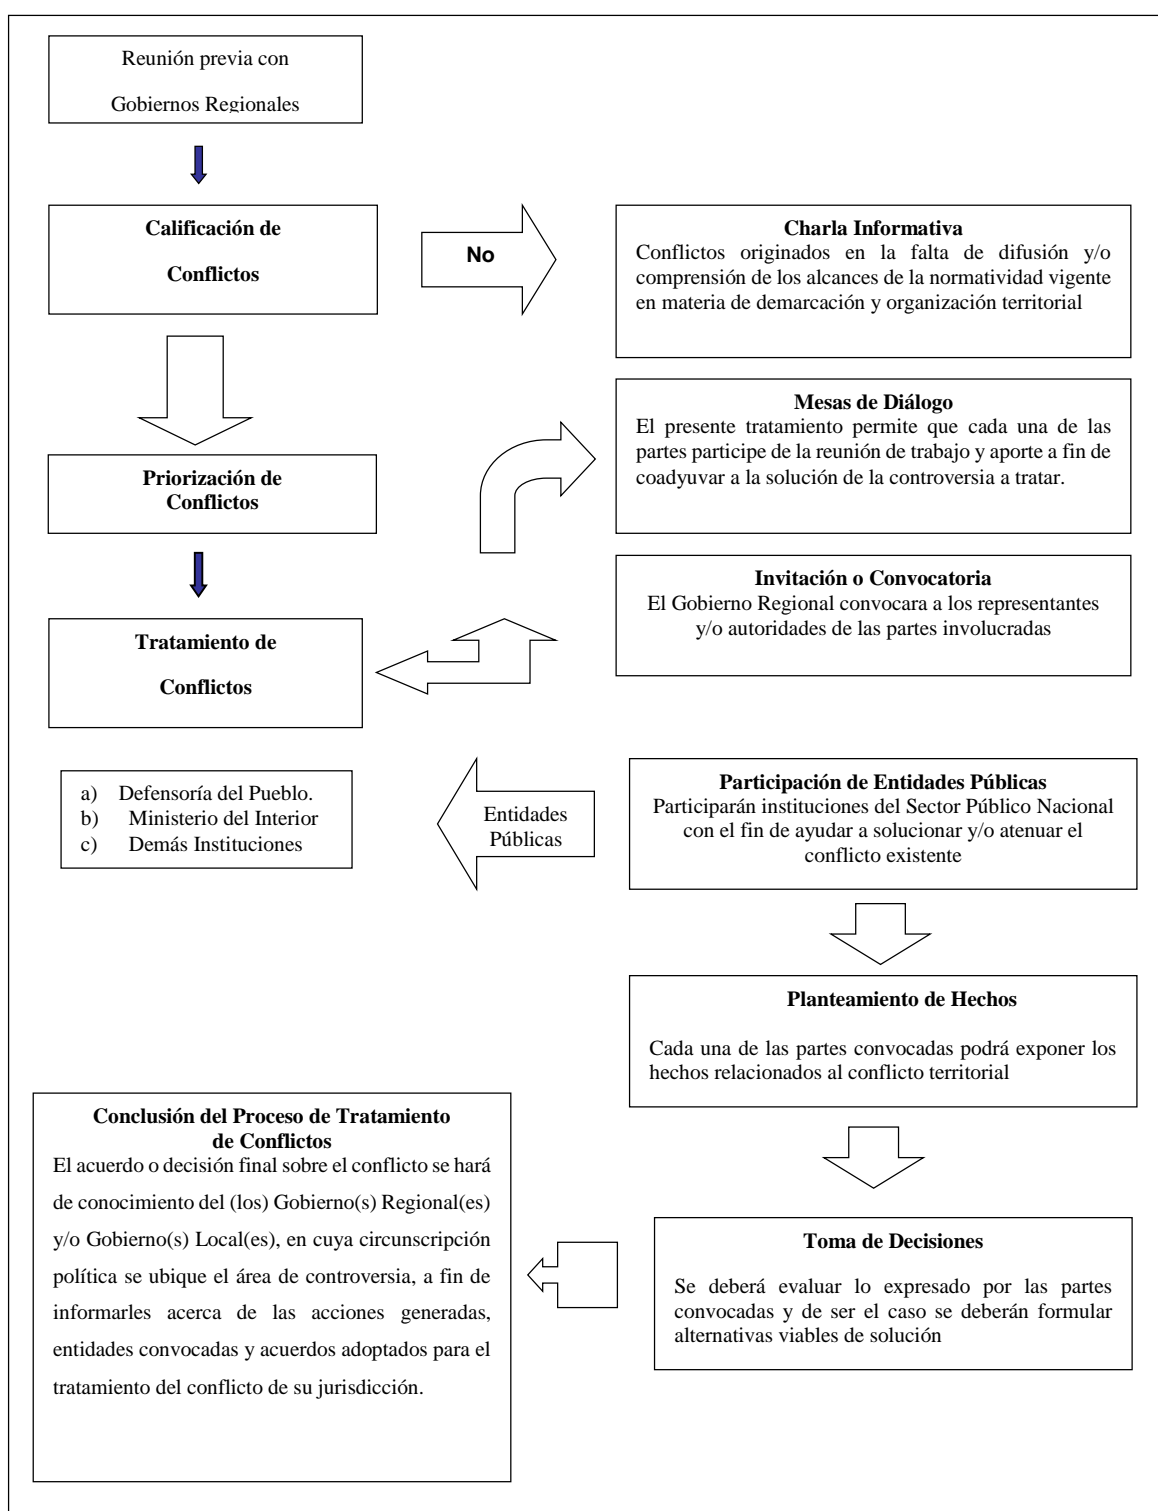 Reunión previa con
Gobiernos Regionales
Calificación de
Conflictos
No
Charla Informativa
Conflictos originados en la falta de difusión y/o
comprensión de los alcances de la normatividad vigente
en materia de demarcación y organización territorial
Mesas de Diálogo
El presente tratamiento permite que cada una de las
partes participe de la reunión de trabajo y aporte a fin de
coadyuvar a la solución de la controversia a tratar.
Priorización de
Conflictos
Invitación o Convocatoria
El Gobierno Regional convocara a los representantes
y/o autoridades de las partes involucradas
Tratamiento de
Conflictos
a) Defensoría del Pueblo.
b) Ministerio del Interior
c) Demás Instituciones
Entidades
Públicas
Participación de Entidades Públicas
Participarán instituciones del Sector Público Nacional
con el fin de ayudar a solucionar y/o atenuar el
conflicto existente
Planteamiento de Hechos
Cada una de las partes convocadas podrá exponer los
hechos relacionados al conflicto territorial
Toma de Decisiones
Se deberá evaluar lo expresado por las partes
convocadas y de ser el caso se deberán formular
alternativas viables de solución
Conclusión del Proceso de Tratamiento
de Conflictos
El acuerdo o decisión final sobre el conflicto se hará
de conocimiento del (los) Gobierno(s) Regional(es)
y/o Gobierno(s) Local(es), en cuya circunscripción
política se ubique el área de controversia, a fin de
informarles acerca de las acciones generadas,
entidades convocadas y acuerdos adoptados para el
tratamiento del conflicto de su jurisdicción.